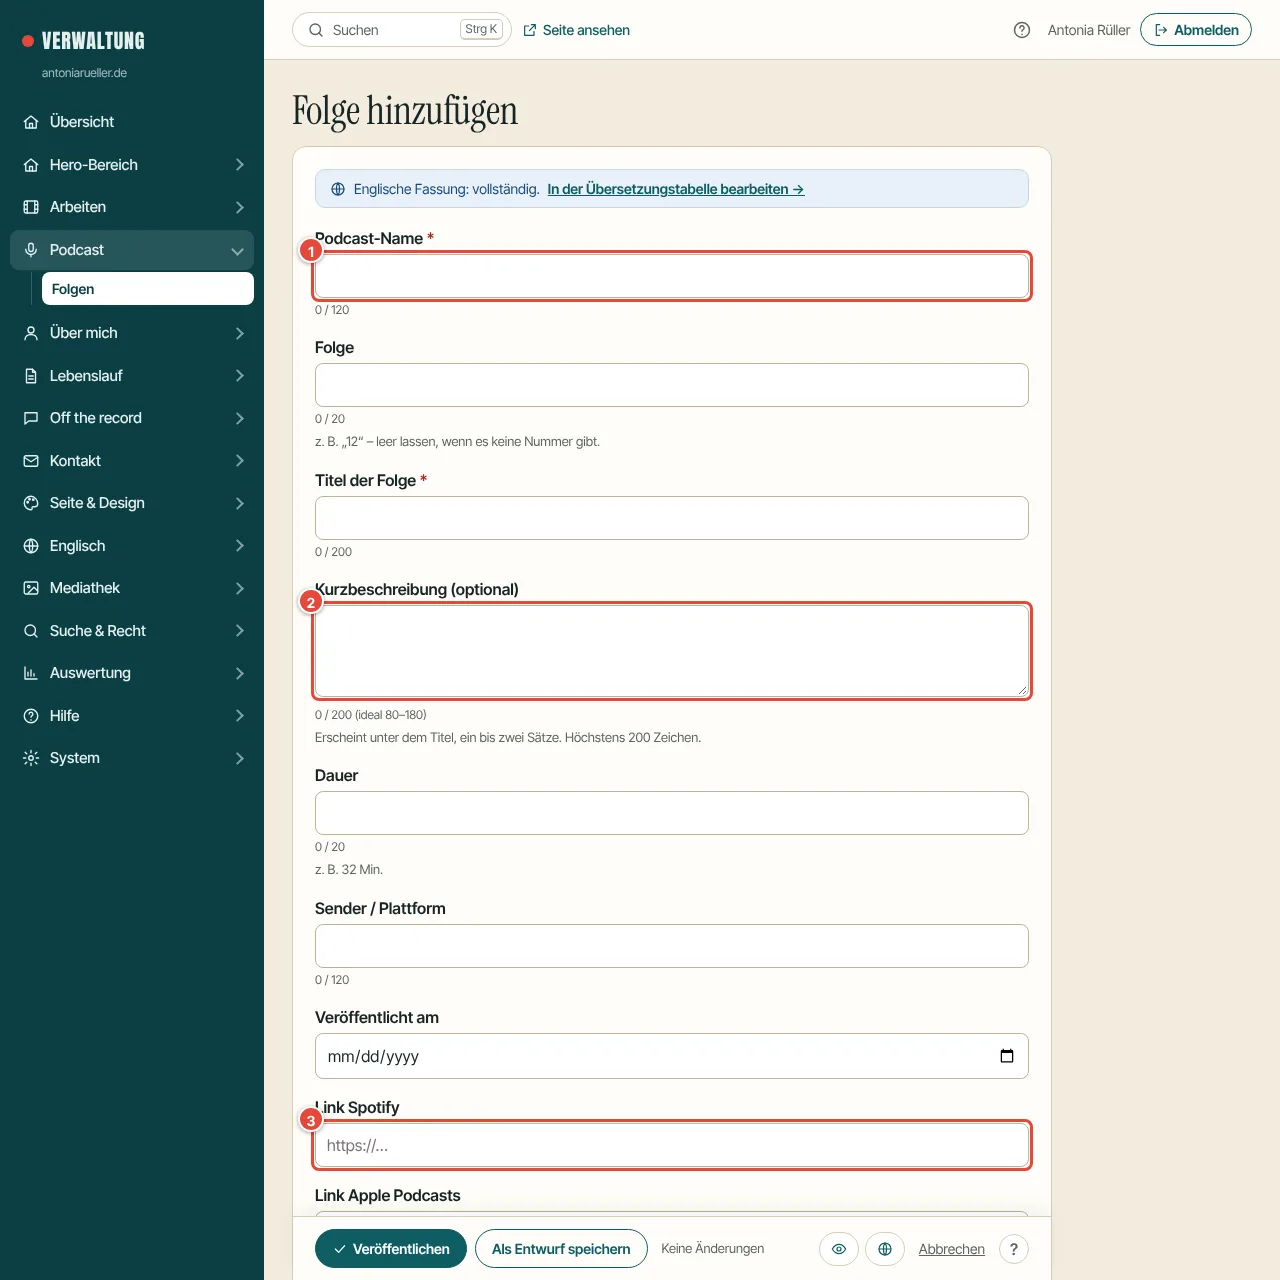 VERWALTUNG
antoniarueller.de
Übersicht
Hero-Bereich
Arbeiten
Podcast
Folgen
Über mich
Lebenslauf
Off the record
Kontakt
Seite & Design
Englisch
Mediathek
Suche & Recht
Auswertung
Hilfe
System
Suchen Strg K Seite ansehen ? Antonia Rüller Abmelden
Folge hinzufügen
Englische Fassung: vollständig. In der Übersetzungstabelle bearbeiten →
Podcast-Name *
1
0 / 120
Folge
0 / 20
z. B. „12“ – leer lassen, wenn es keine Nummer gibt.
Titel der Folge *
0 / 200
Kurzbeschreibung (optional)
2
0 / 200 (ideal 80–180)
Erscheint unter dem Titel, ein bis zwei Sätze. Höchstens 200 Zeichen.
Dauer
0 / 20
z. B. 32 Min.
Sender / Plattform
0 / 120
Veröffentlicht am
mm/dd/yyyy
Link Spotify
3
https://...
Link Apple Podcasts
Veröffentlichen Als Entwurf speichern Keine Änderungen Abbrechen ?